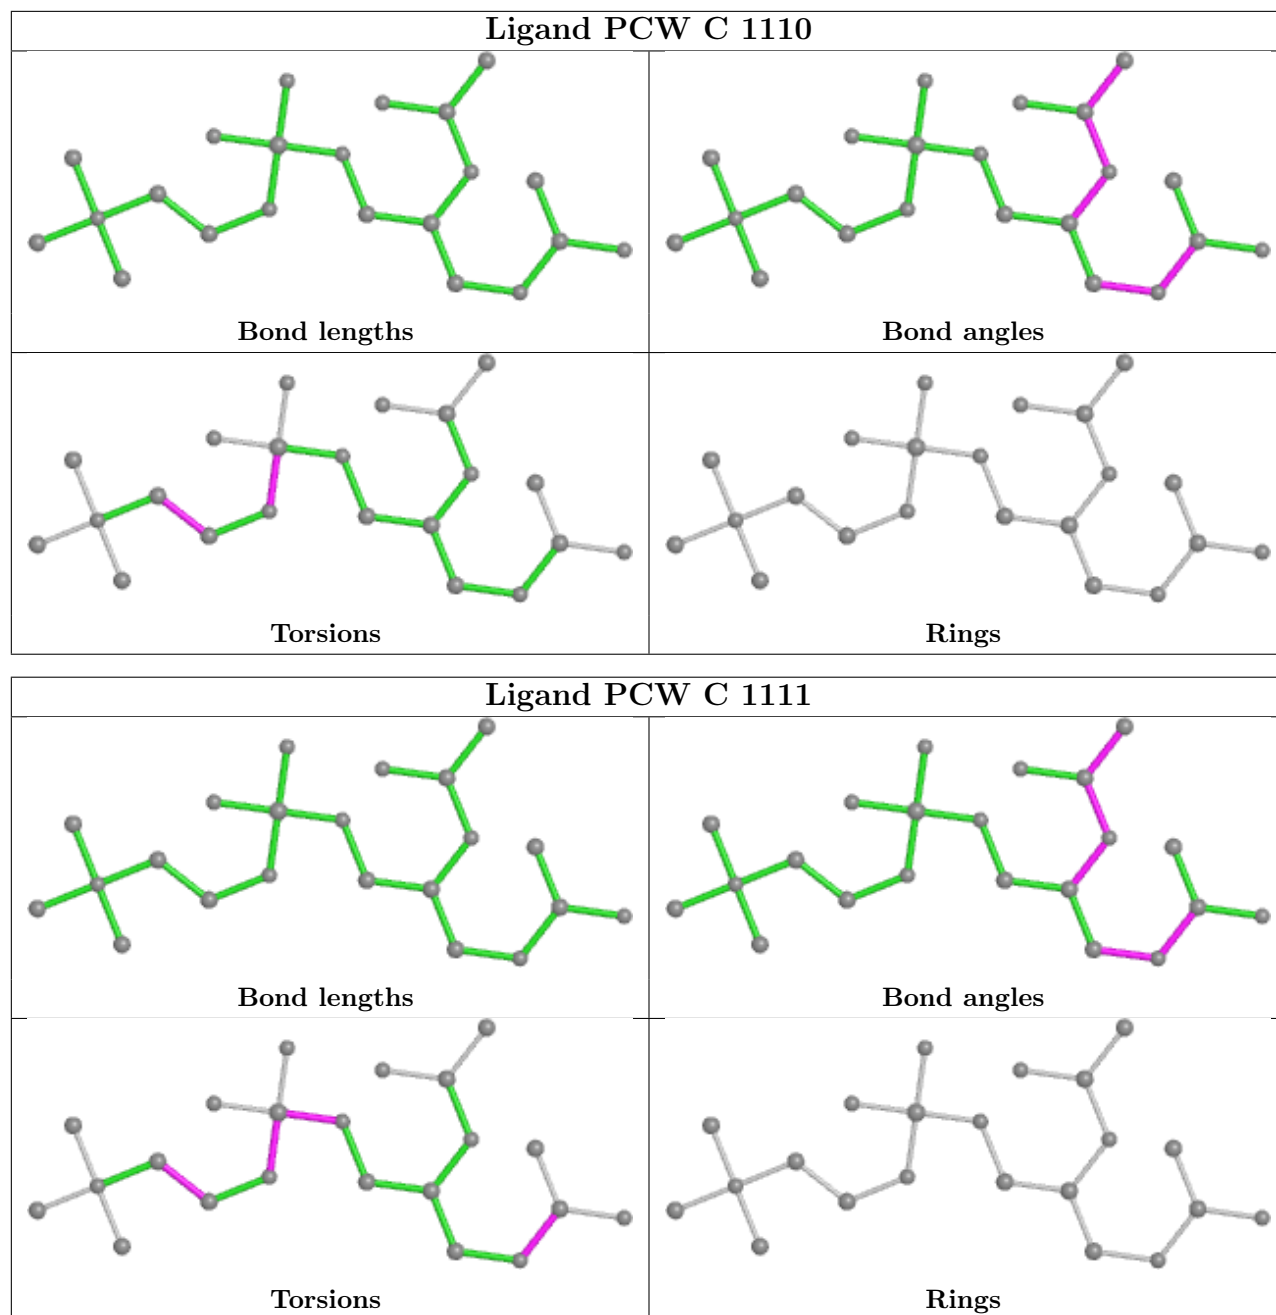 Ligand PCW C 1110
Bond lengths
Bond angles
Torsions
Rings
Ligand PCW C 1111
Bond lengths
Bond angles
Torsions
Rings